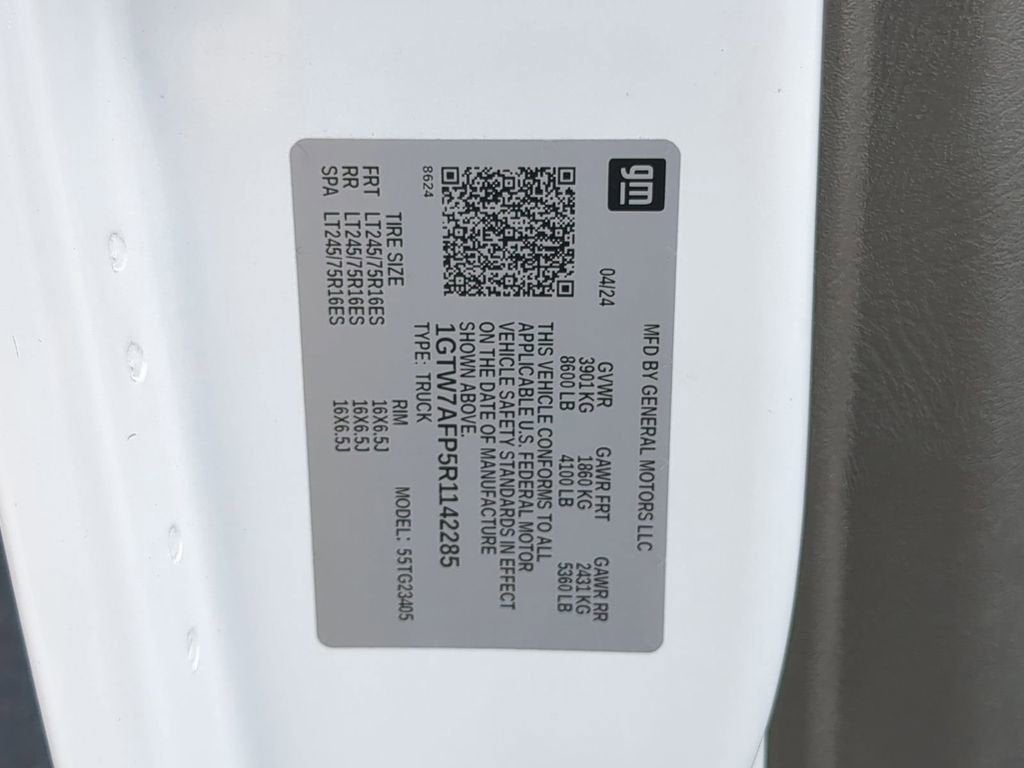 gm
MFD BY GENERAL MOTORS LLC
04/24
GVWR GAWR FRT GAWR RR
3901 KG 1860 KG 2431 KG
8600 LB 4100 LB 5360 LB
THIS VEHICLE CONFORMS TO ALL
APPLICABLE U.S. FEDERAL MOTOR
VEHICLE SAFETY STANDARDS IN EFFECT
ON THE DATE OF MANUFACTURE
SHOWN ABOVE.
1GTW7AFP5R1142285
8624
TYPE: TRUCK MODEL: 55TG23405
TIRE SIZE RIM
FRT LT245/75R16ES 16X6.5J
RR LT245/75R16ES 16X6.5J
SPA LT245/75R16ES 16X6.5J